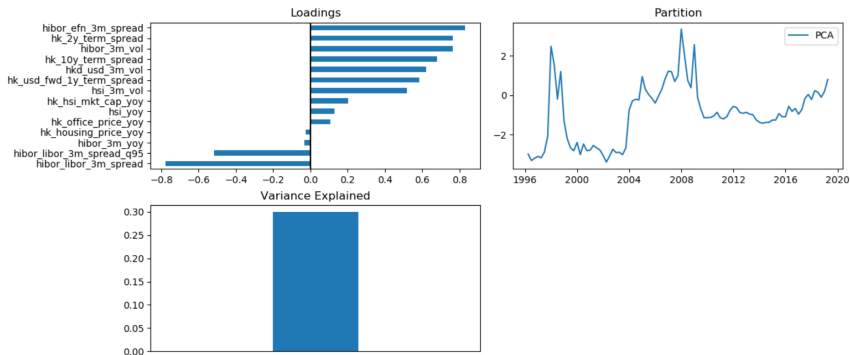 Loadings
hibor_efn_3m_spread
hk_2y_term_spread
hibor_3m_vol
hk_10y_term_spread
hkd_usd_3m_vol
hk_usd_fwd_1y_term_spread
hsi_3m_vol
hk_hsi_mkt_cap_yoy
hsi_yoy
hk_office_price_yoy
hk_housing_price_yoy
hibor_3m_yoy
hibor_libor_3m_spread_q95
hibor_libor_3m_spread
−0.8 −0.6 −0.4 −0.2 0.0 0.2 0.4 0.6 0.8
Partition
PCA
2
0
−2
1996 2000 2004 2008 2012 2016 2020
Variance Explained
0.30
0.25
0.20
0.15
0.10
0.05
0.00